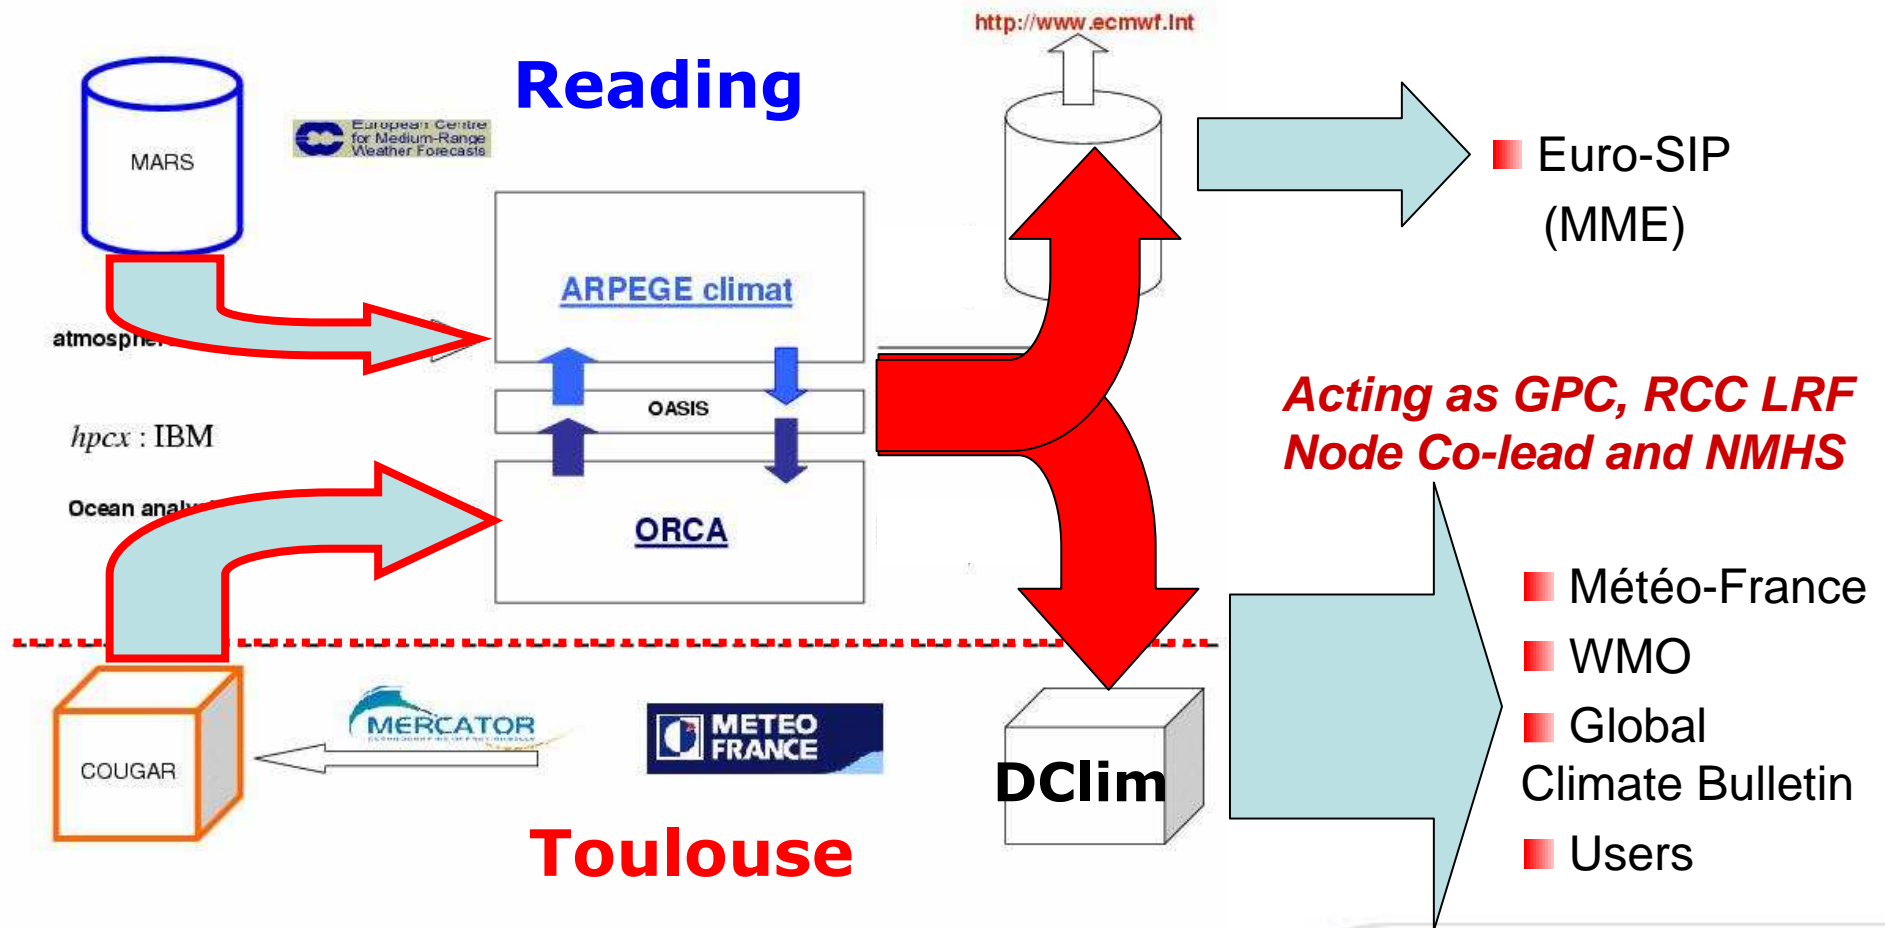 http://www.ecmwf.int
Reading
European Centre
for Medium-Range
Weather Forecasts
MARS
Euro-SIP
(MME)
ARPEGE climat
OASIS
hpcx : IBM
Acting as GPC, RCC LRF
Node Co-lead and NMHS
Ocean
ORCA
Météo-France
WMO
Global
Climate Bulletin
Users
MERCATOR
METEO
FRANCE
COUGAR
DClim
Toulouse